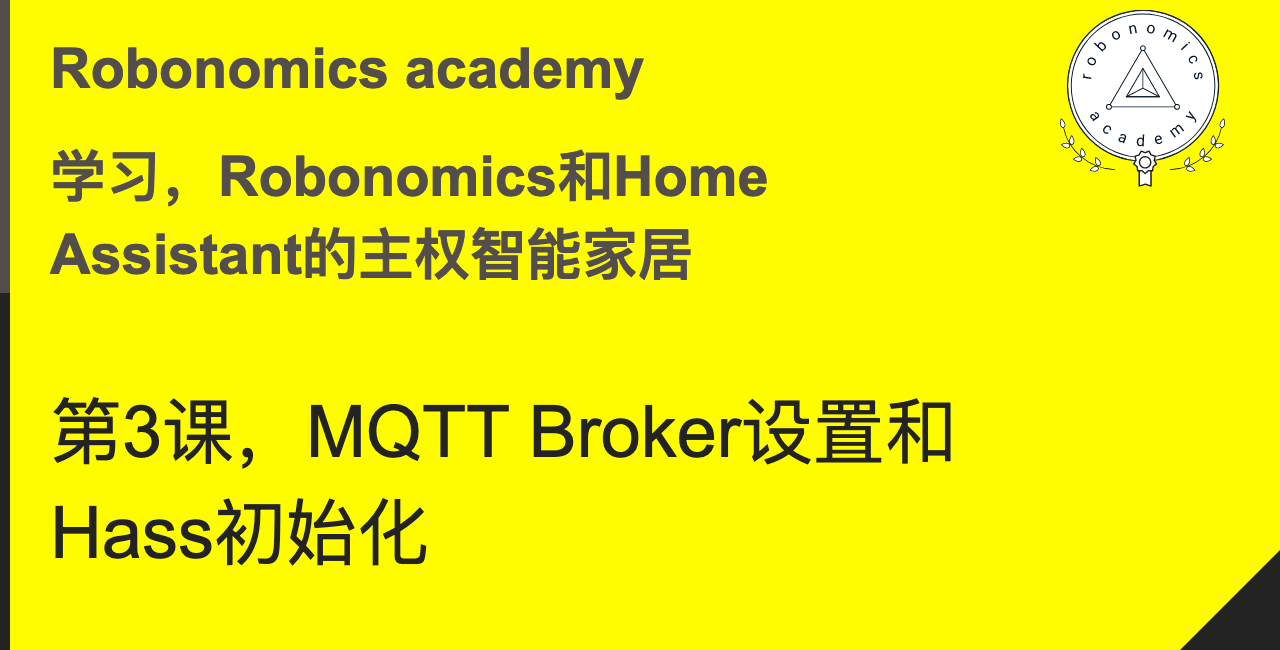 Robonomics academy
robonomics
academy
学习，Robonomics和Home
Assistant的主权智能家居
第3课，MQTT Broker设置和
Hass初始化